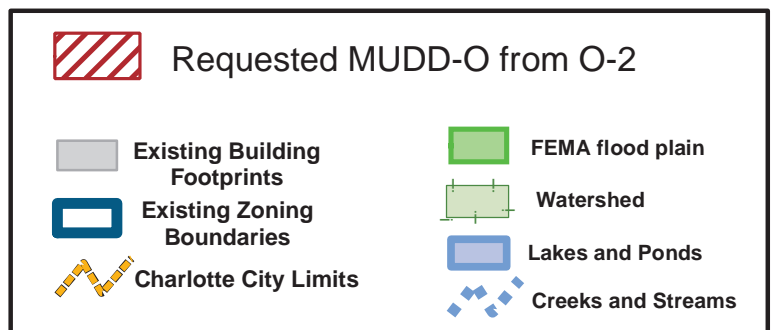 Requested MUDD-O from O-2
Existing Building
Footprints
Existing Zoning
Boundaries
Charlotte City Limits
FEMA flood plain
Watershed
Lakes and Ponds
Creeks and Streams